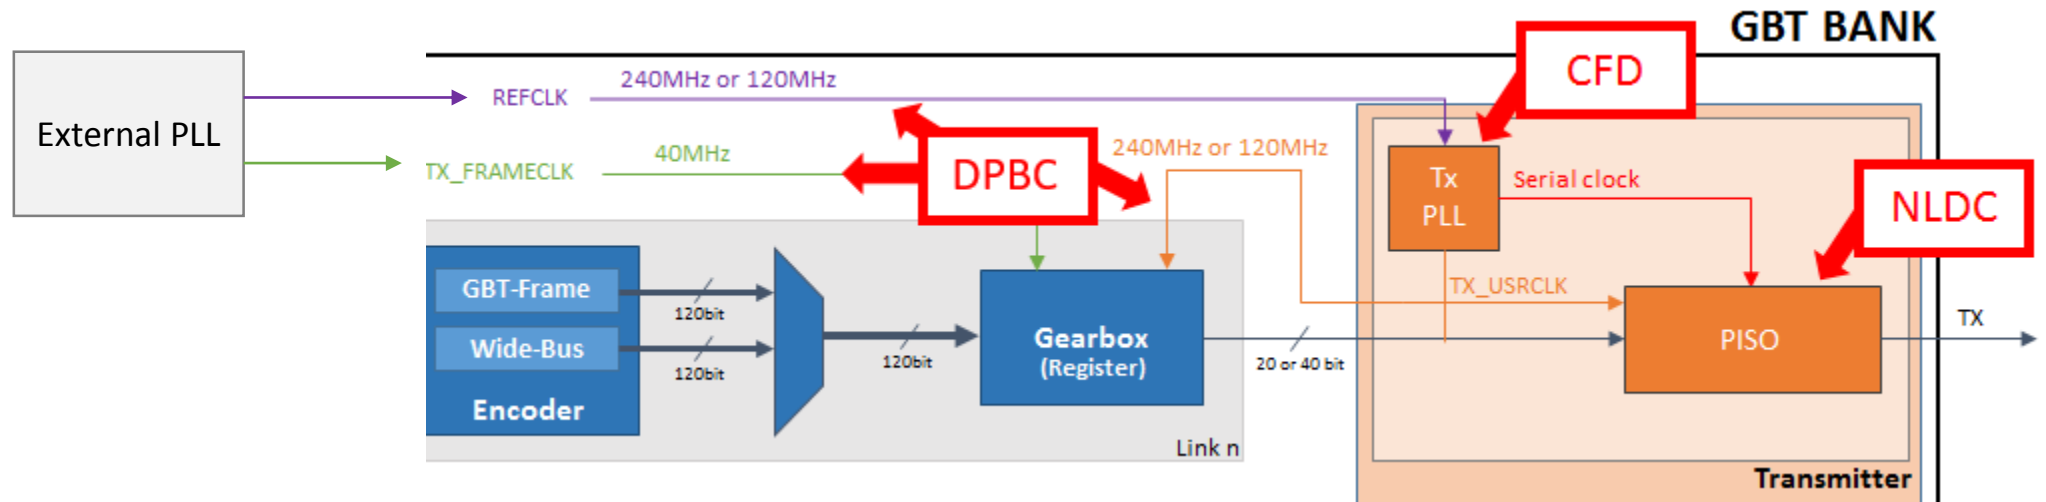 GBT BANK
External PLL
REFCLK
240MHz or 120MHz
CFD
TX_FRAMECLK
40MHz
DPBC
240MHz or 120MHz
Tx
PLL
Serial clock
NLDC
GBT-Frame
120bit
Wide-Bus
120bit
Encoder
120bit
Gearbox
(Register)
20 or 40 bit
TX_USRCLK
PISO
TX
Link n
Transmitter